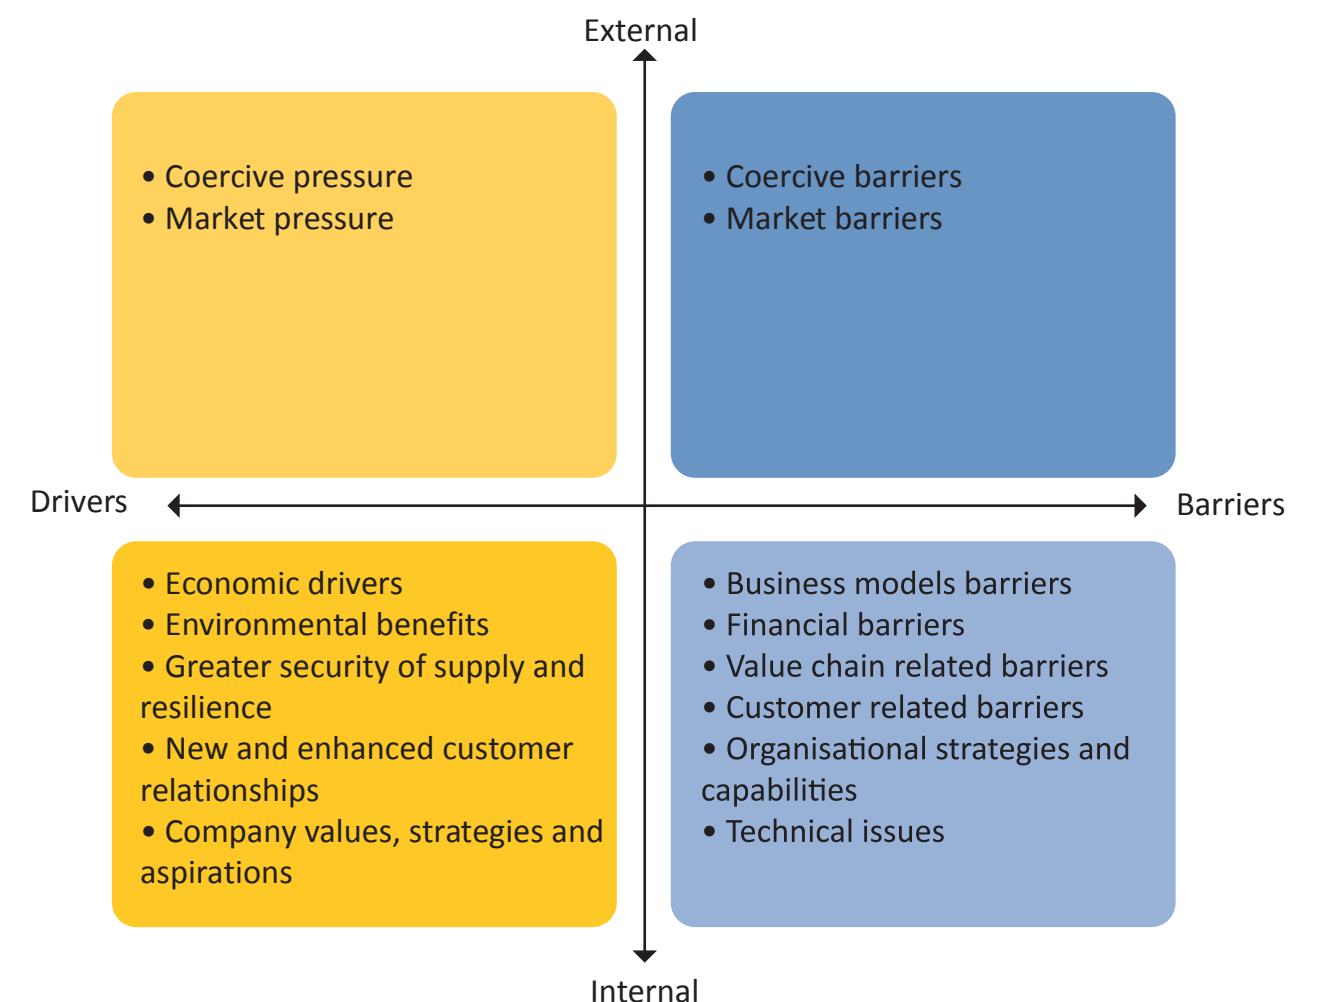 External
• Coercive pressure
• Market pressure
• Coercive barriers
• Market barriers
Drivers
Barriers
• Economic drivers
• Environmental benefits
• Greater security of supply and
resilience
• New and enhanced customer
relationships
• Company values, strategies and
aspirations
• Business models barriers
• Financial barriers
• Value chain related barriers
• Customer related barriers
• Organisational strategies and
capabilities
• Technical issues
Internal